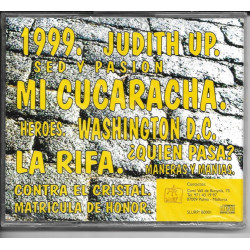 1999. JUDITH UP.
SED Y PASION
MI CUCARACHA.
HEROES. WASHINGTON D.C.
¿QUIEN PASA?
LA RIFA. MANERAS Y MANIAS.
CONTRA EL CRISTAL.
MATRICULA DE HONOR.
Contactos: